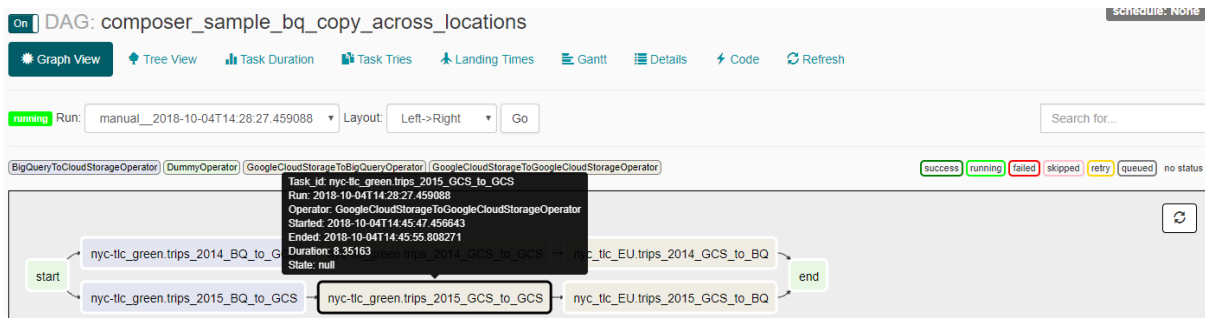 schedule: None
On DAG: composer_sample_bq_copy_across_locations
Graph View Tree View Task Duration Task Tries Landing Times Gantt Details Code Refresh
running Run: manual__2018-10-04T14:28:27.459088 Layout: Left->Right Go Search for...
BigQueryToCloudStorageOperator DummyOperator GoogleCloudStorageToBigQueryOperator GoogleCloudStorageToGoogleCloudStorageOperator success running failed skipped retry queued no status
Task_id: nyc-tlc_green.trips_2015_GCS_to_GCS
Run: 2018-10-04T14:28:27.459088
Operator: GoogleCloudStorageToGoogleCloudStorageOperator
Started: 2018-10-04T14:45:47.456643
Ended: 2018-10-04T14:45:55.808271
Duration: 8.35163
State: null
nyc-tlc_green.trips_2014_BQ_to_G nyc_tlc_EU.trips_2014_GCS_to_BQ
start end
nyc-tlc_green.trips_2015_BQ_to_GCS nyc-tlc_green.trips_2015_GCS_to_GCS nyc_tlc_EU.trips_2015_GCS_to_BQ